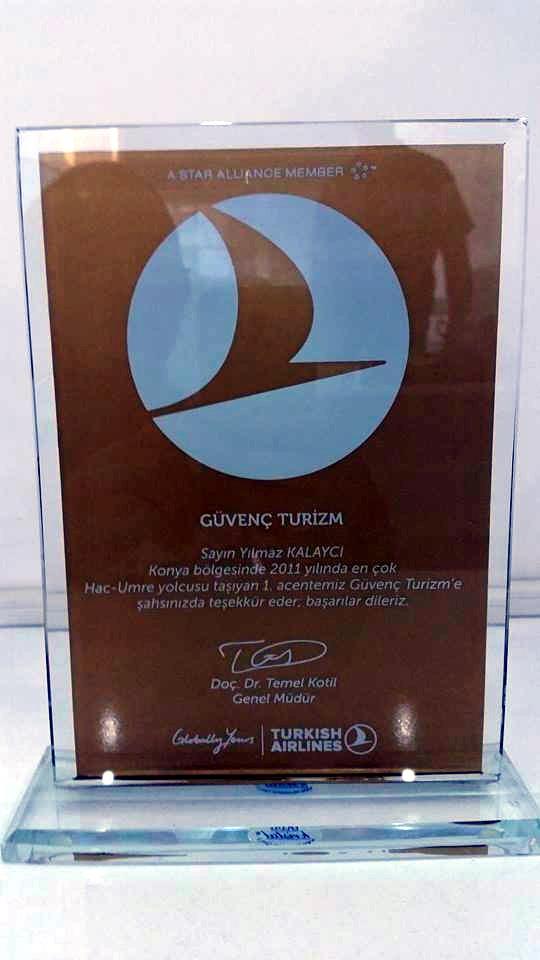 A STAR ALLIANCE MEMBER
GÜVENÇ TURİZM
Sayın Yılmaz KALAYCI
Konya bölgesinde 2011 yılında en çok
Hac-Umre yolcusu taşıyan 1. acentemiz Güvenç Turizm'e
şahsınızda teşekkür eder, başarılar dileriz.
Doç. Dr. Temel Kotil
Genel Müdür
Globally Yours
TURKISH
AIRLINES